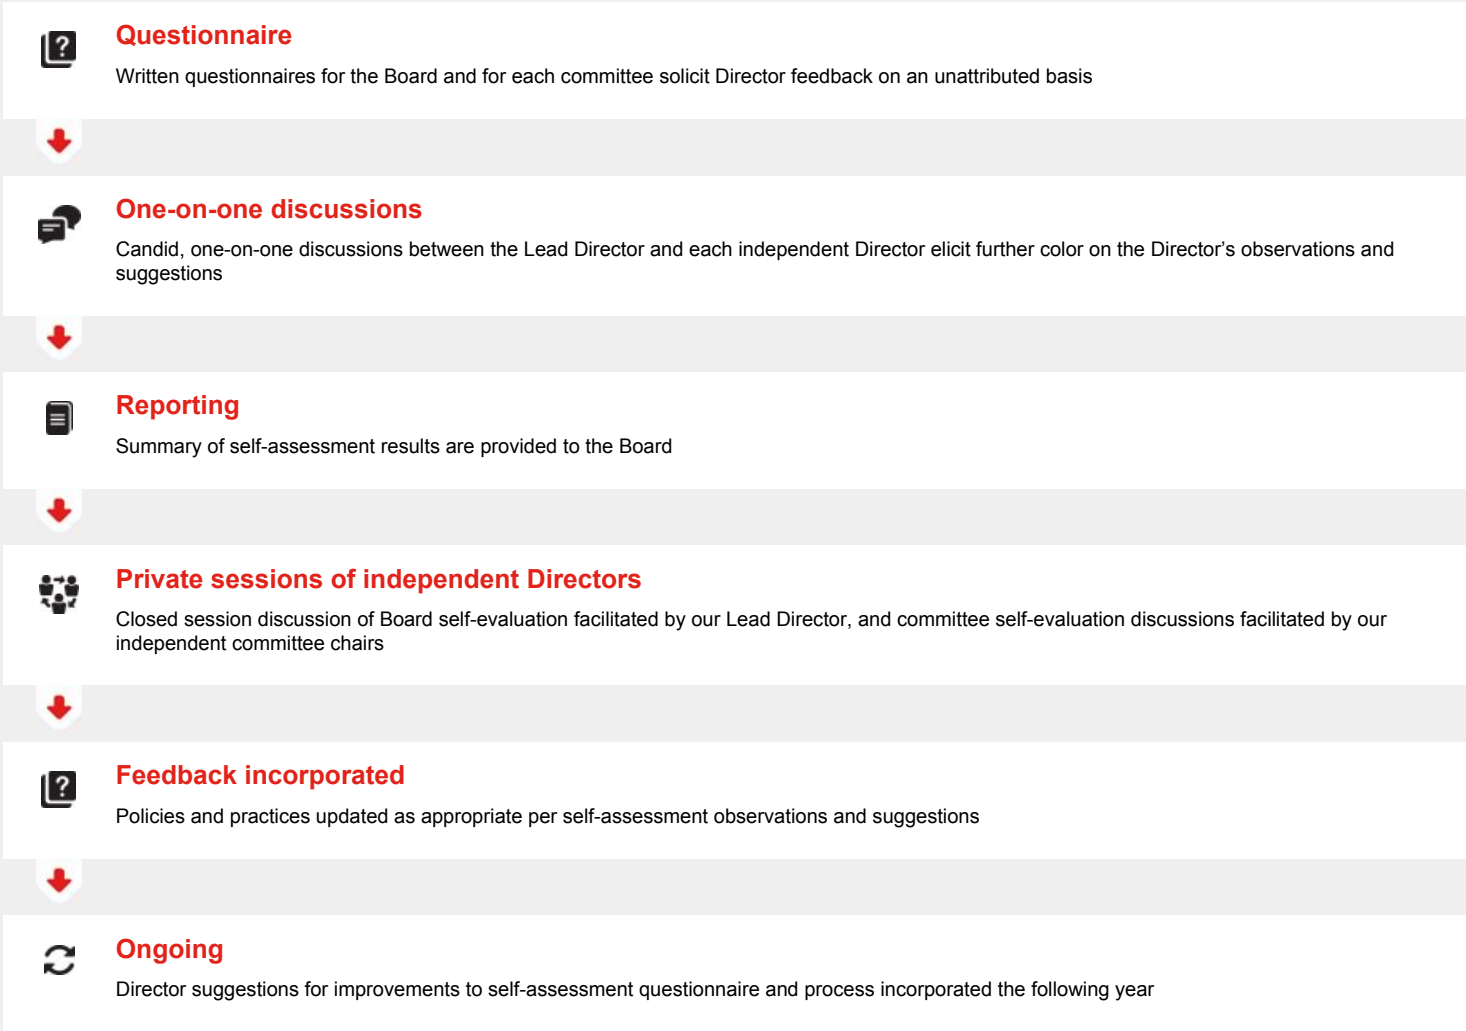 Questionnaire
Written questionnaires for the Board and for each committee solicit Director feedback on an unattributed basis
One-on-one discussions
Candid, one-on-one discussions between the Lead Director and each independent Director elicit further color on the Director’s observations and
suggestions
Reporting
Summary of self-assessment results are provided to the Board
Private sessions of independent Directors
Closed session discussion of Board self-evaluation facilitated by our Lead Director, and committee self-evaluation discussions facilitated by our
independent committee chairs
Feedback incorporated
Policies and practices updated as appropriate per self-assessment observations and suggestions
Ongoing
Director suggestions for improvements to self-assessment questionnaire and process incorporated the following year